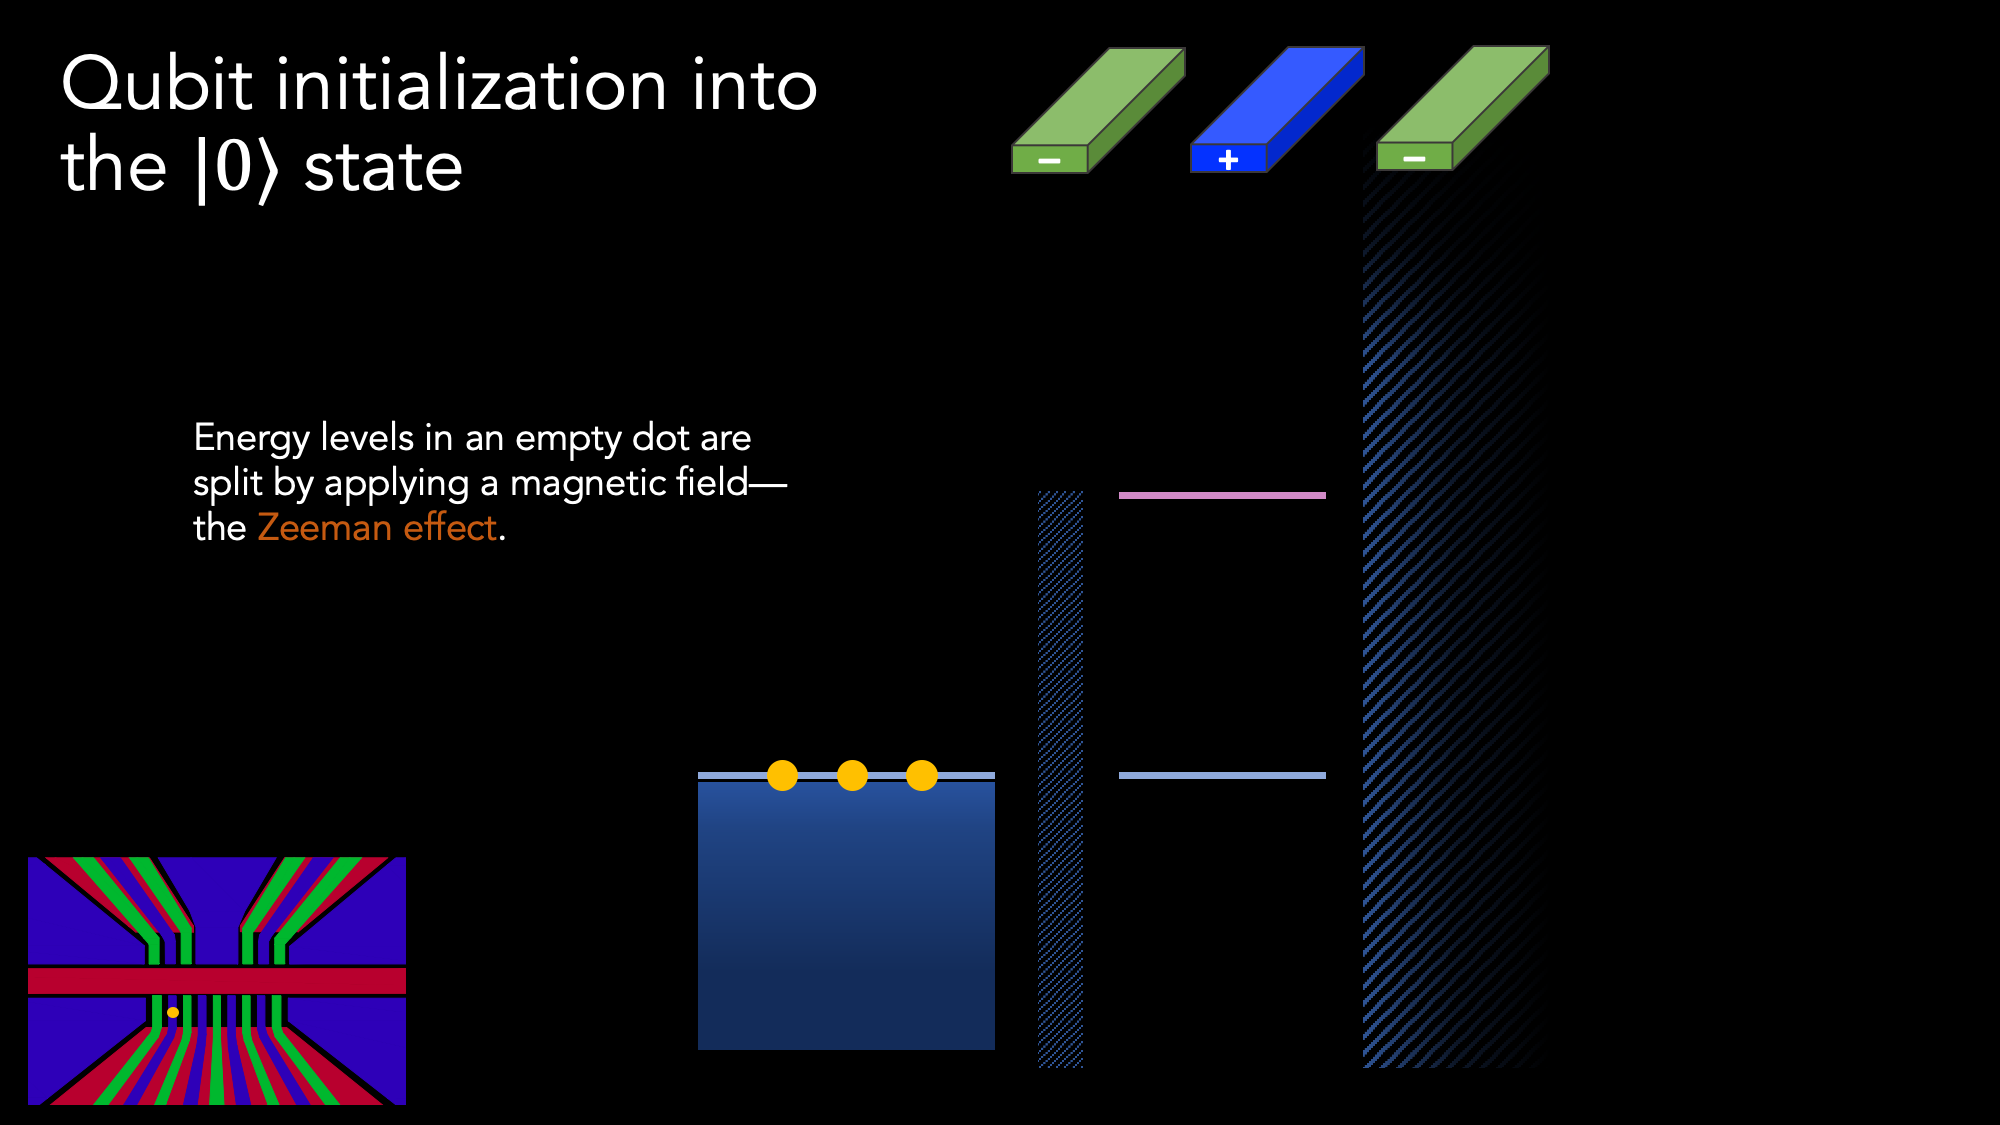 Qubit initialization into
the |0⟩ state
−
+
−
Energy levels in an empty dot are
split by applying a magnetic field—
the Zeeman effect.